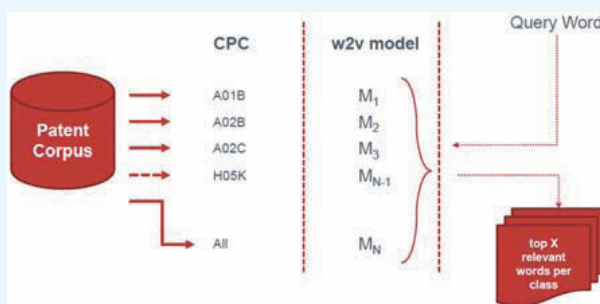 CPC
w2v model
Query Word
Patent
Corpus
A01B
M1
A02B
M2
A02C
M3
H05K
MN-1
All
MN
top X
relevant
words per
class